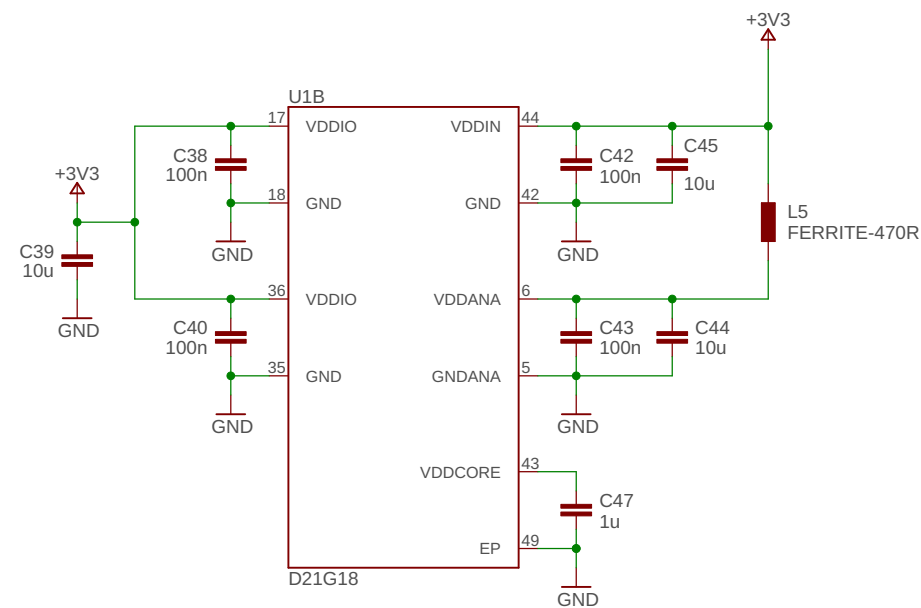 +3V3
U1B
17
VDDIO
VDDIN
44
C38
100n
C42
100n
C45
10u
+3V3
18
GND
GND
42
L5
FERRITE-470R
C39
10u
GND
GND
36
VDDIO
VDDANA
6
GND
C40
100n
C43
100n
C44
10u
35
GND
GNDANA
5
GND
GND
VDDCORE
43
C47
1u
EP
49
D21G18
GND